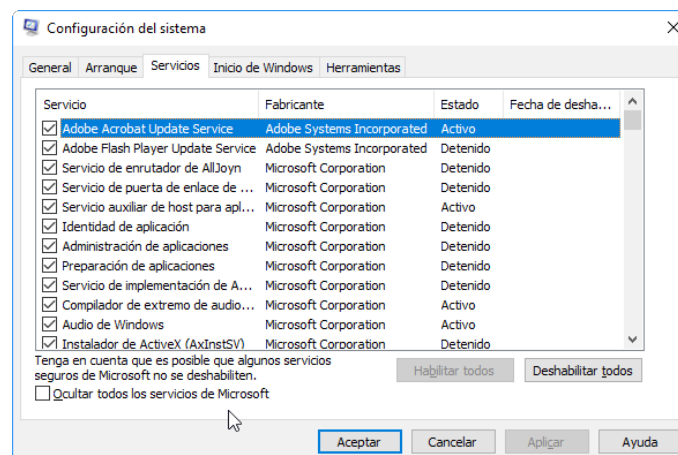 Configuración del sistema
General Arranque Servicios Inicio de Windows Herramientas
Servicio Fabricante Estado Fecha de desha...
Adobe Acrobat Update Service Adobe Systems Incorporated Activo
Adobe Flash Player Update Service Adobe Systems Incorporated Detenido
Servicio de enrutador de AllJoyn Microsoft Corporation Detenido
Servicio de puerta de enlace de ... Microsoft Corporation Detenido
Servicio auxiliar de host para apl... Microsoft Corporation Activo
Identidad de aplicación Microsoft Corporation Detenido
Administración de aplicaciones Microsoft Corporation Detenido
Preparación de aplicaciones Microsoft Corporation Detenido
Servicio de implementación de A... Microsoft Corporation Detenido
Compilador de extremo de audio... Microsoft Corporation Activo
Audio de Windows Microsoft Corporation Activo
Instalador de ActiveX (AxInstSV) Microsoft Corporation Detenido
Tenga en cuenta que es posible que algunos servicios
seguros de Microsoft no se deshabiliten.
Habilitar todos Deshabilitar todos
Ocultar todos los servicios de Microsoft
Aceptar Cancelar Aplicar Ayuda